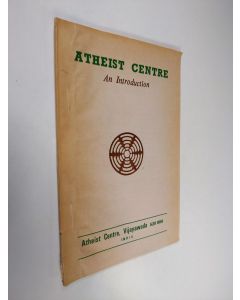 ATHEIST CENTRE
An Introduction
Atheist Centre, Vijayawada
INDIA